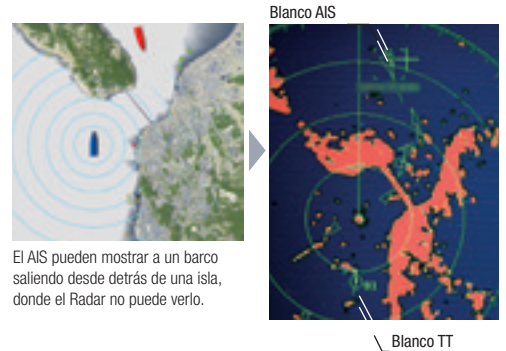 Blanco AIS
El AIS pueden mostrar a un barco
saliendo desde detrás de una isla,
donde el Radar no puede verlo.
Blanco TT